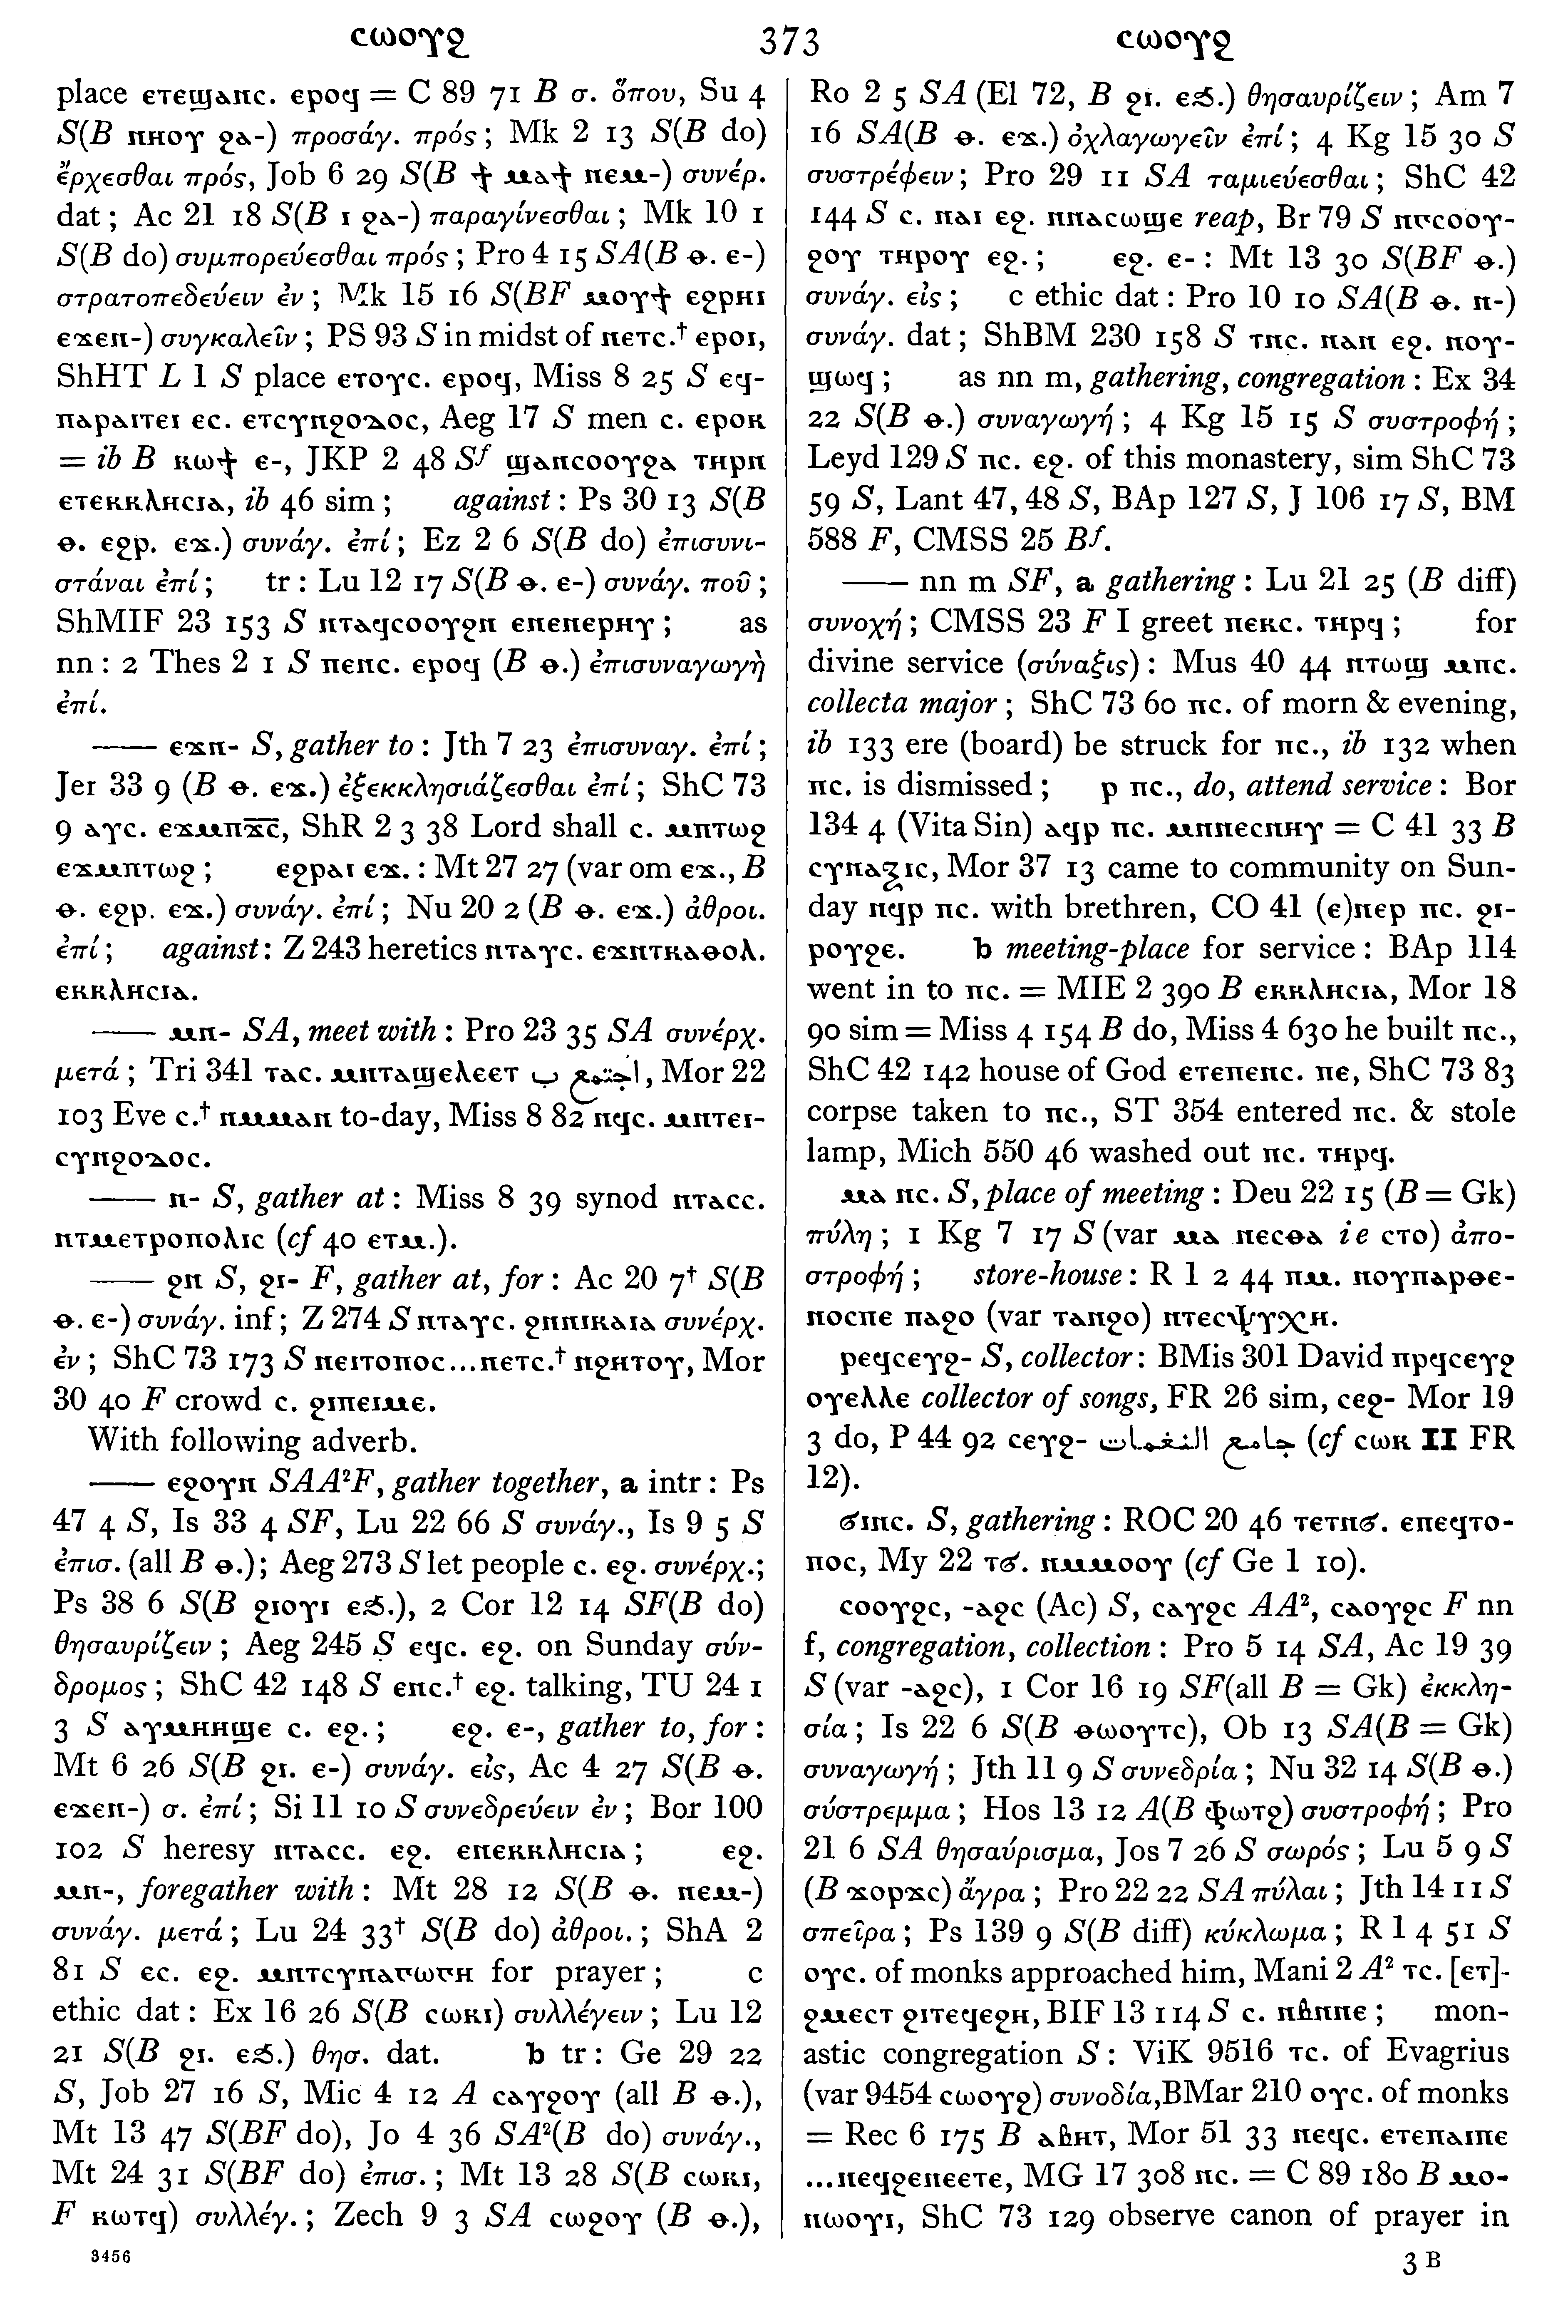 ⲥⲱⲟⲩϩ 373 ⲥⲱⲟⲩϩ
place ⲉⲧⲉϣⲁⲛⲥ. ⲉⲣⲟϥ = C 89 71 B σ. ὅπου, Su 4
S(B ⲛⲏⲟⲩ ϩⲁ-) προσάγ. πρός; Mk 2 13 S(B do)
ἔρχεσθαι πρός, Job 6 29 S(B ϯ ⲙⲁϯ ⲛⲉⲙ-) συνέρ.
dat; Ac 21 18 S(B ⲓ ϩⲁ-) παραγίνεσθαι; Mk 10 1
S(B do) συμπορεύεσθαι πρός; Pro 4 15 SA(B ⲑ. ⲉ-)
στρατοπεδεύειν ἐν; Mk 15 16 S(BF ⲙⲟⲩϯ ⲉϩⲣⲏⲓ
ⲉϫⲉⲛ-) συγκαλεῖν; PS 93 S in midst of ⲛⲉⲧⲥ.† ⲉⲣⲟⲓ,
ShHT L 1 S place ⲉⲧⲟⲩⲥ. ⲉⲣⲟϥ, Miss 8 25 S ⲉϥ-
ⲡⲁⲣⲁⲓⲧⲉⲓ ⲉⲥ. ⲉⲧⲥⲩⲛϩⲟⲇⲟⲥ, Aeg 17 S men ⲥ. ⲉⲣⲟⲕ
= ib B ⲕⲱϯ ⲉ-, JKP 2 48 Sf ϣⲁⲛⲥⲟⲟⲩϩⲁ ⲧⲏⲣⲛ
ⲉⲧⲉⲕⲕⲗⲏⲥⲓⲁ, ib 46 sim; against: Ps 30 13 S(B
ⲑ. ⲉϩⲣ. ⲉϫ.) συνάγ. ἐπί; Ez 2 6 S(B do) ἐπισυνι-
στάναι ἐπί; tr: Lu 12 17 S(B ⲑ. ⲉ-) συνάγ. ποῦ;
ShMIF 23 153 S ⲛⲧⲁϥⲥⲟⲟⲩϩⲛ ⲉⲛⲉⲛⲉⲣⲏⲩ; as
nn: 2 Thes 2 1 S ⲡⲉⲛⲥ. ⲉⲣⲟϥ (B ⲑ.) ἐπισυναγωγὴ
ἐπί.
—— ⲉϫⲛ- S, gather to: Jth 7 23 ἐπισυναγ. ἐπί;
Jer 33 9 (B ⲑ. ⲉϫ.) ἐξεκκλησιάζεσθαι ἐπί; ShC 73
9 ⲁⲩⲥ. ⲉϫⲙⲡⲭ̅ⲥ̅, ShR 2 3 38 Lord shall ⲥ. ⲙⲡⲧⲱϩ
ⲉϫⲙⲡⲧⲱϩ; ⲉϩⲣⲁⲓ ⲉϫ.: Mt 27 27 (var om ⲉϫ., B
ⲑ. ⲉϩⲣ. ⲉϫ.) συνάγ. ἐπί; Nu 20 2 (B ⲑ. ⲉϫ.) ἀθροι.
ἐπί; against: Z 243 heretics ⲛⲧⲁⲩⲥ. ⲉϫⲛⲧⲕⲁⲑⲟⲗ.
ⲉⲕⲕⲗⲏⲥⲓⲁ.
—— ⲙⲛ- SA, meet with: Pro 23 35 SA συνέρχ.
μετά; Tri 341 ⲧⲁⲥ. ⲙⲛⲧⲁϣⲉⲗⲉⲉⲧ اجتمع ب, Mor 22
103 Eve ⲥ.† ⲛⲙⲙⲁⲛ to-day, Miss 8 82 ⲛϥⲥ. ⲙⲛⲧⲉⲓ-
ⲥⲩⲛϩⲟⲇⲟⲥ.
—— ⲛ- S, gather at: Miss 8 39 synod ⲛⲧⲁⲥⲥ.
ⲛⲧⲙⲉⲧⲣⲟⲡⲟⲗⲓⲥ (cf 40 ⲉⲧⲙ.).
—— ϩⲛ S, ϩⲓ- F, gather at, for: Ac 20 7† S(B
ⲑ. ⲉ-) συνάγ. inf; Z 274 S ⲛⲧⲁⲩⲥ. ϩⲛⲛⲓⲕⲁⲓⲁ συνέρχ.
ἐν; ShC 73 173 S ⲛⲉⲓⲧⲟⲡⲟⲥ...ⲛⲉⲧⲥ.† ⲛϩⲏⲧⲟⲩ, Mor
30 40 F crowd ⲥ. ϩⲓⲡⲉⲓⲙⲉ.
With following adverb.
—— ⲉϩⲟⲩⲛ SAA²F, gather together, a intr: Ps
47 4 S, Is 33 4 SF, Lu 22 66 S συνάγ., Is 9 5 S
ἐπισ. (all B ⲑ.); Aeg 273 S let people ⲥ. ⲉϩ. συνέρχ.;
Ps 38 6 S(B ϩⲓⲟⲩⲓ ⲉϧ.), 2 Cor 12 14 SF(B do)
θησαυρίζειν; Aeg 245 S ⲉϥⲥ. ⲉϩ. on Sunday σύν-
δρομος; ShC 42 148 S ⲉⲛⲥ.† ⲉϩ. talking, TU 24 1
3 S ⲁⲩⲙⲏⲏϣⲉ ⲥ. ⲉϩ.; ⲉϩ. ⲉ-, gather to, for:
Mt 6 26 S(B ϩⲓ. ⲉ-) συνάγ. εἰς, Ac 4 27 S(B ⲑ.
ⲉϫⲉⲛ-) σ. ἐπί; Si 11 10 S συνεδρεύειν ἐν; Bor 100
102 S heresy ⲛⲧⲁⲥⲥ. ⲉϩ. ⲉⲛⲉⲕⲕⲗⲏⲥⲓⲁ; ⲉϩ.
ⲙⲛ-, foregather with: Mt 28 12 S(B ⲑ. ⲛⲉⲙ-)
συνάγ. μετά; Lu 24 33† S(B do) ἀθροι.; ShA 2
81 S ⲉⲥ. ⲉϩ. ⲙⲛⲧⲥⲩⲛⲁⲅⲱⲅⲏ for prayer; c
ethic dat: Ex 16 26 S(B ⲥⲱⲕⲓ) συλλέγειν; Lu 12
21 S(B ϩⲓ. ⲉϧ.) θησ. dat. b tr: Ge 29 22
S, Job 27 16 S, Mic 4 12 A ⲥⲁⲩϩⲟⲩ (all B ⲑ.),
Mt 13 47 S(BF do), Jo 4 36 SA²(B do) συνάγ.,
Mt 24 31 S(BF do) ἐπισ.; Mt 13 28 S(B ⲥⲱⲕⲓ,
F ⲕⲱⲧϥ) συλλέγ.; Zech 9 3 SA ⲥⲱϩⲟⲩ (B ⲑ.),
3456
Ro 2 5 SA (El 72, B ϩⲓ. ⲉϧ.) θησαυρίζειν; Am 7
16 SA(B ⲑ. ⲉϫ.) ὀχλαγωγεῖν ἐπί; 4 Kg 15 30 S
συστρέφειν; Pro 29 11 SA ταμιεύεσθαι; ShC 42
144 S ⲥ. ⲛⲁⲓ ⲉϩ. ⲛⲛⲁⲥⲱϣⲉ reap, Br 79 S ⲛⲅⲥⲟⲟⲩ-
ϩⲟⲩ ⲧⲏⲣⲟⲩ ⲉϩ.; ⲉϩ. ⲉ-: Mt 13 30 S(BF ⲑ.)
συνάγ. εἰς; c ethic dat: Pro 10 10 SA(B ⲑ. ⲛ-)
συνάγ. dat; ShBM 230 158 S ⲧⲛⲥ. ⲛⲁⲛ ⲉϩ. ⲛⲟⲩ-
ϣⲱϥ; as nn m, gathering, congregation: Ex 34
22 S(B ⲑ.) συναγωγή; 4 Kg 15 15 S συστροφή;
Leyd 129 S ⲡⲥ. ⲉϩ. of this monastery, sim ShC 73
59 S, Lant 47, 48 S, BAp 127 S, J 106 17 S, BM
588 F, CMSS 25 Bf.
—— nn m SF, a gathering: Lu 21 25 (B diff)
συνοχή; CMSS 23 F I greet ⲡⲉⲕⲥ. ⲧⲏⲣϥ; for
divine service (σύναξις): Mus 40 44 ⲡⲧⲱϣ ⲙⲡⲥ.
collecta major; ShC 73 60 ⲡⲥ. of morn & evening,
ib 133 ere (board) be struck for ⲡⲥ., ib 132 when
ⲡⲥ. is dismissed; ⲣ ⲡⲥ., do, attend service: Bor
134 4 (Vita Sin) ⲁϥⲣ ⲡⲥ. ⲙⲛⲛⲉⲥⲛⲏⲩ = C 41 33 B
ⲥⲩⲛⲁⲝⲓⲥ, Mor 37 13 came to community on Sun-
day ⲛϥⲣ ⲡⲥ. with brethren, CO 41 (ⲉ)ⲛⲉⲣ ⲡⲥ. ϩⲓ-
ⲣⲟⲩϩⲉ. b meeting-place for service: BAp 114
went in to ⲡⲥ. = MIE 2 390 B ⲉⲕⲕⲗⲏⲥⲓⲁ, Mor 18
90 sim = Miss 4 154 B do, Miss 4 630 he built ⲡⲥ.,
ShC 42 142 house of God ⲉⲧⲉⲡⲉⲛⲥ. ⲡⲉ, ShC 73 83
corpse taken to ⲡⲥ., ST 354 entered ⲡⲥ. & stole
lamp, Mich 550 46 washed out ⲡⲥ. ⲧⲏⲣϥ.
ⲙⲁ ⲛⲥ. S, place of meeting: Deu 22 15 (B = Gk)
πύλη; 1 Kg 7 17 S (var ⲙⲁ ⲛⲉⲥⲑⲁ ie ⲥⲧⲟ) ἀπο-
στροφή; store-house: R 1 2 44 ⲡⲙ. ⲛⲟⲩⲡⲁⲣⲑⲉ-
ⲛⲟⲥⲡⲉ ⲡⲁϩⲟ (var ⲧⲁⲡϩⲟ) ⲛⲧⲉⲥⲯⲩⲭⲏ.
ⲣⲉϥⲥⲉⲩϩ- S, collector: BMis 301 David ⲡⲣϥⲥⲉⲩϩ
ⲟⲩⲉⲗⲗⲉ collector of songs, FR 26 sim, ⲥⲉϩ- Mor 19
3 do, P 44 92 ⲥⲉⲩϩ- جامع النغمات (cf ⲥⲱⲕ II FR
12).
ϭⲓⲛⲥ. S, gathering: ROC 20 46 ⲧⲉⲧⲛϭ. ⲉⲡⲉϥⲧⲟ-
ⲡⲟⲥ, My 22 ⲧϭ. ⲛⲙⲙⲟⲟⲩ (cf Ge 1 10).
ⲥⲟⲟⲩϩⲥ, -ⲁϩⲥ (Ac) S, ⲥⲁⲩϩⲥ AA², ⲥⲁⲟⲩϩⲥ F nn
f, congregation, collection: Pro 5 14 SA, Ac 19 39
S (var -ⲁϩⲥ), 1 Cor 16 19 SF(all B = Gk) ἐκκλη-
σία; Is 22 6 S(B ⲑⲱⲟⲩⲧⲥ), Ob 13 SA(B = Gk)
συναγωγή; Jth 11 9 S συνεδρία; Nu 32 14 S(B ⲑ.)
σύστρεμμα; Hos 13 12 A(B ⲫⲱⲧϩ) συστροφή; Pro
21 6 SA θησαύρισμα, Jos 7 26 S σωρός; Lu 5 9 S
(B ϫⲟⲣϫⲥ) ἄγρα; Pro 22 22 SA πύλαι; Jth 14 11 S
σπεῖρα; Ps 139 9 S(B diff) κύκλωμα; R 1 4 51 S
ⲟⲩⲥ. of monks approached him, Mani 2 A² ⲧⲥ. [ⲉⲧ]-
ϩⲙⲉⲥⲧ ϩⲓⲧⲉϥⲉϩⲏ, BIF 13 114 S ⲥ. ⲛⲃⲛⲛⲉ; mon-
astic congregation S: ViK 9516 ⲧⲥ. of Evagrius
(var 9454 ⲥⲱⲟⲩϩ) συνοδία, BMar 210 ⲟⲩⲥ. of monks
= Rec 6 175 B ⲁⲃⲏⲧ, Mor 51 33 ⲛⲉϥⲥ. ⲉⲧⲉⲛⲁⲓⲛⲉ
...ⲛⲉϥϩⲉⲛⲉⲉⲧⲉ, MG 17 308 ⲛⲥ. = C 89 180 B ⲙⲟ-
ⲛⲱⲟⲩⲓ, ShC 73 129 observe canon of prayer in
3 B